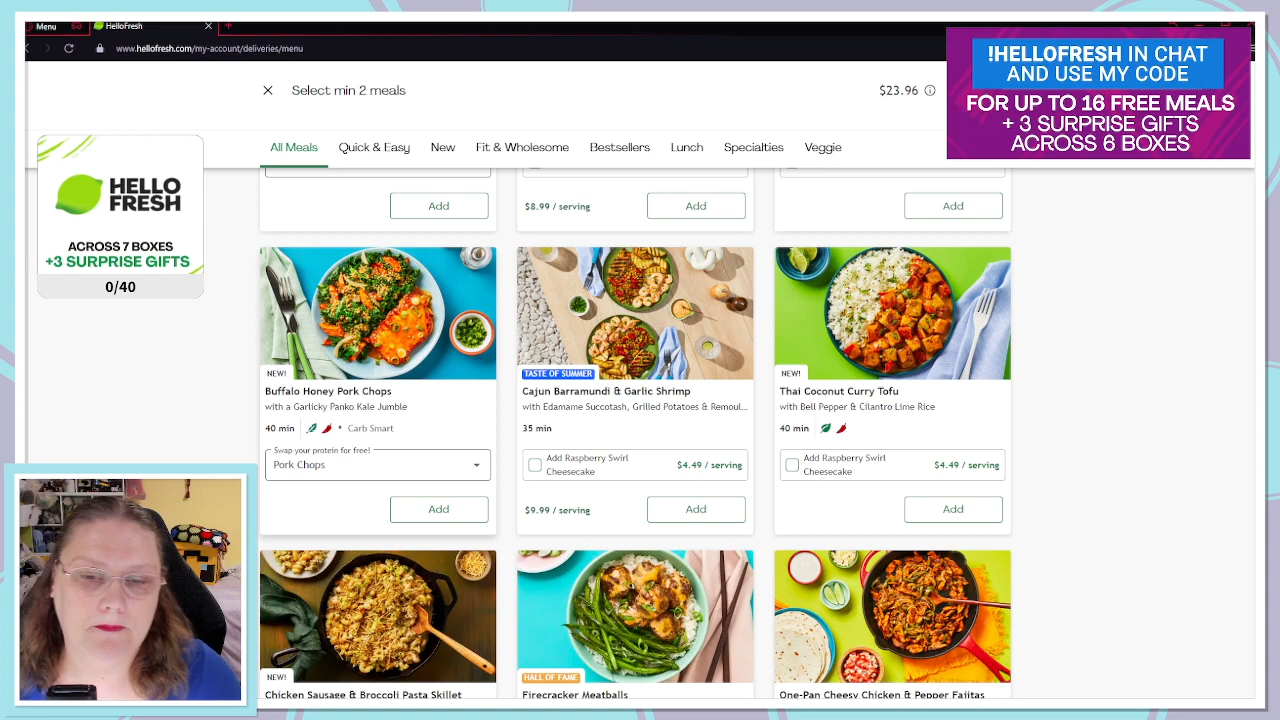 Menu
HelloFresh
www.hellofresh.com/my-account/deliveries/menu
!HELLOFRESH IN CHAT
AND USE MY CODE
FOR UP TO 16 FREE MEALS
+ 3 SURPRISE GIFTS
ACROSS 6 BOXES
Select min 2 meals
$23.96
All Meals
Quick & Easy
New
Fit & Wholesome
Bestsellers
Lunch
Specialties
Veggie
HELLO
FRESH
ACROSS 7 BOXES
+3 SURPRISE GIFTS
0/40
Add
$8.99 / serving
Add
Add
NEW!
Buffalo Honey Pork Chops
with a Garlicky Panko Kale Jumble
40 min
• Carb Smart
Swap your protein for free!
Pork Chops
Add
TASTE OF SUMMER
Cajun Barramundi & Garlic Shrimp
with Edamame Succotash, Grilled Potatoes & Remoul...
35 min
Add Raspberry Swirl
Cheesecake
$4.49 / serving
$9.99 / serving
Add
NEW!
Thai Coconut Curry Tofu
with Bell Pepper & Cilantro Lime Rice
40 min
Add Raspberry Swirl
Cheesecake
$4.49 / serving
Add
NEW!
Chicken Sausage & Broccoli Pasta Skillet
HALL OF FAME
Firecracker Meatballs
One-Pan Cheesy Chicken & Pepper Fajitas